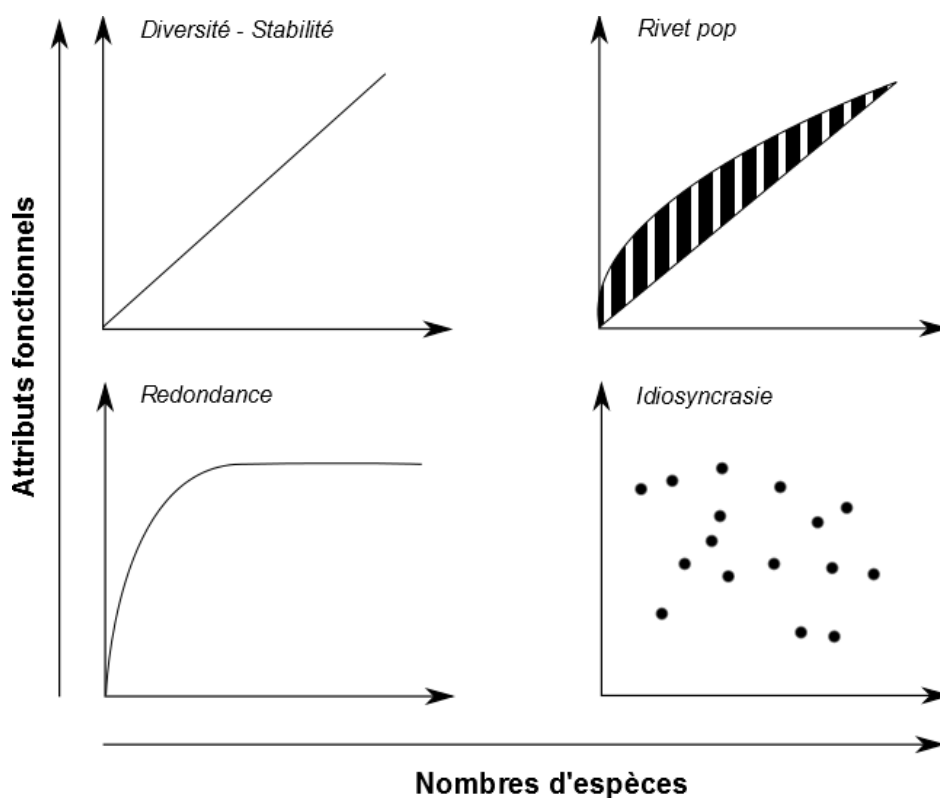 Diversité - Stabilité
Rivet pop
Attributs fonctionnels
Redondance
Idiosyncrasie
Nombres d'espèces